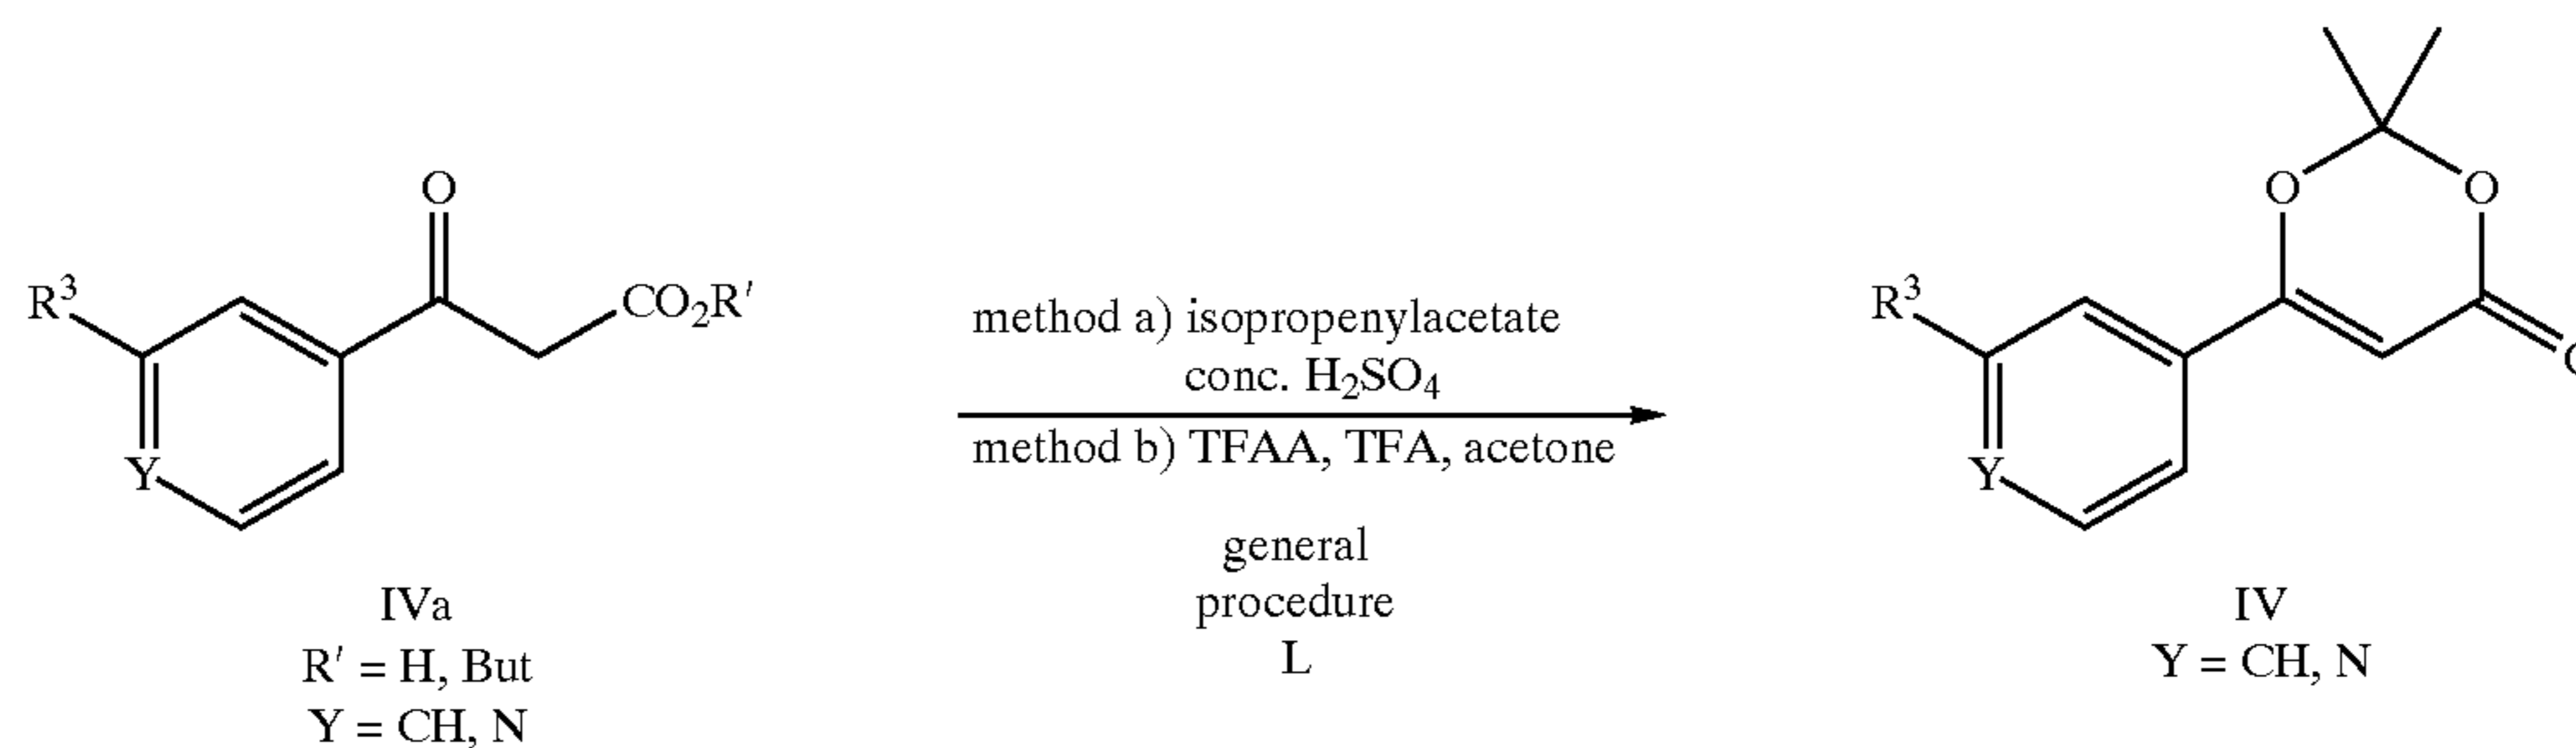 O
R³
CO₂R′
Y
IVa
R′ = H, But
Y = CH, N
method a) isopropenylacetate
conc. H₂SO₄
method b) TFAA, TFA, acetone
general
procedure
L
O
O
R³
Y
IV
Y = CH, N